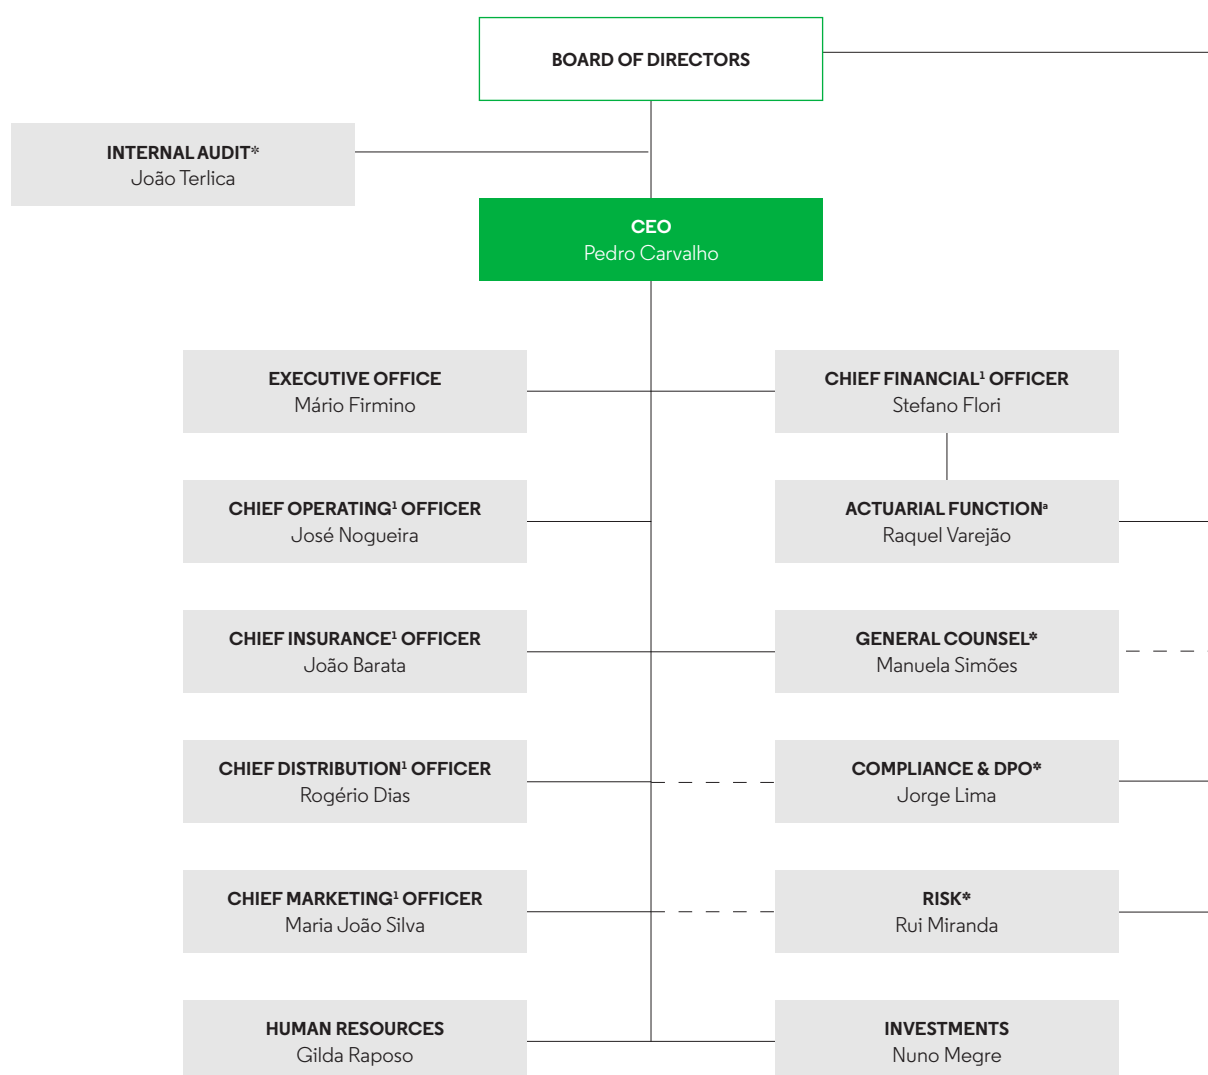 BOARD OF DIRECTORS
INTERNAL AUDIT*
João Terlica
CEO
Pedro Carvalho
EXECUTIVE OFFICE
Mário Firmino
CHIEF FINANCIAL¹ OFFICER
Stefano Flori
CHIEF OPERATING¹ OFFICER
José Nogueira
ACTUARIAL FUNCTIONª
Raquel Varejão
CHIEF INSURANCE¹ OFFICER
João Barata
GENERAL COUNSEL*
Manuela Simões
CHIEF DISTRIBUTION¹ OFFICER
Rogério Dias
COMPLIANCE & DPO*
Jorge Lima
CHIEF MARKETING¹ OFFICER
Maria João Silva
RISK*
Rui Miranda
HUMAN RESOURCES
Gilda Raposo
INVESTMENTS
Nuno Megre